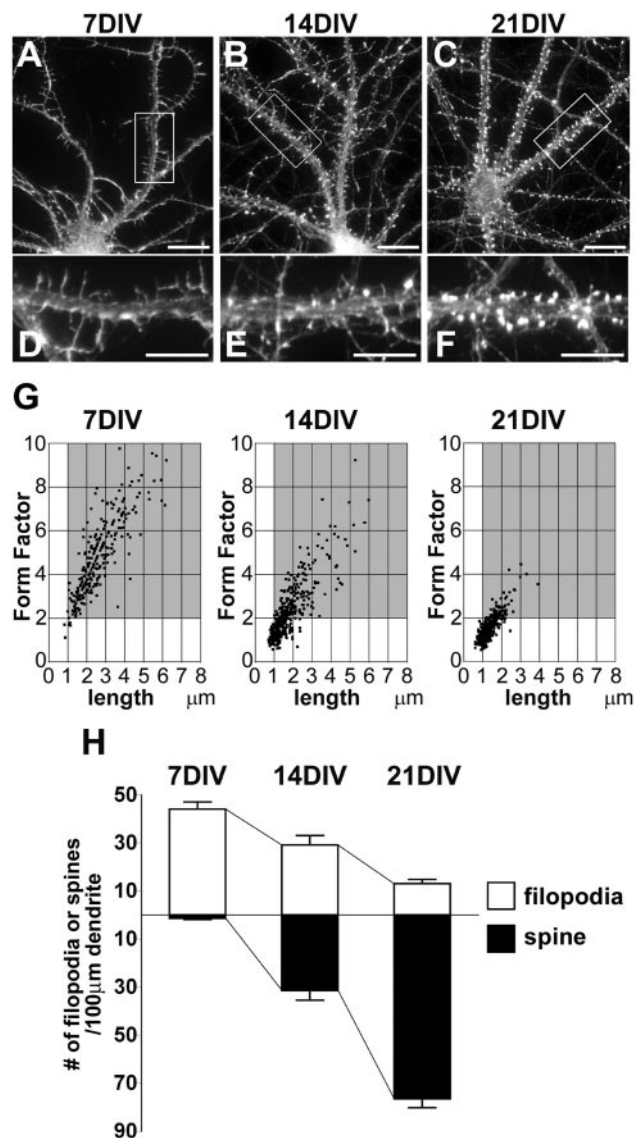 7DIV 14DIV 21DIV
A B C
D E F
G
7DIV 14DIV 21DIV
Form Factor
10
8
6
4
2
0
0 1 2 3 4 5 6 7 8
length μm
Form Factor
10
8
6
4
2
0
0 1 2 3 4 5 6 7 8
length μm
Form Factor
10
8
6
4
2
0
0 1 2 3 4 5 6 7 8
length μm
H
7DIV 14DIV 21DIV
# of filopodia or spines
/100μm dendrite
50
30
10
10
30
50
70
90
filopodia
spine